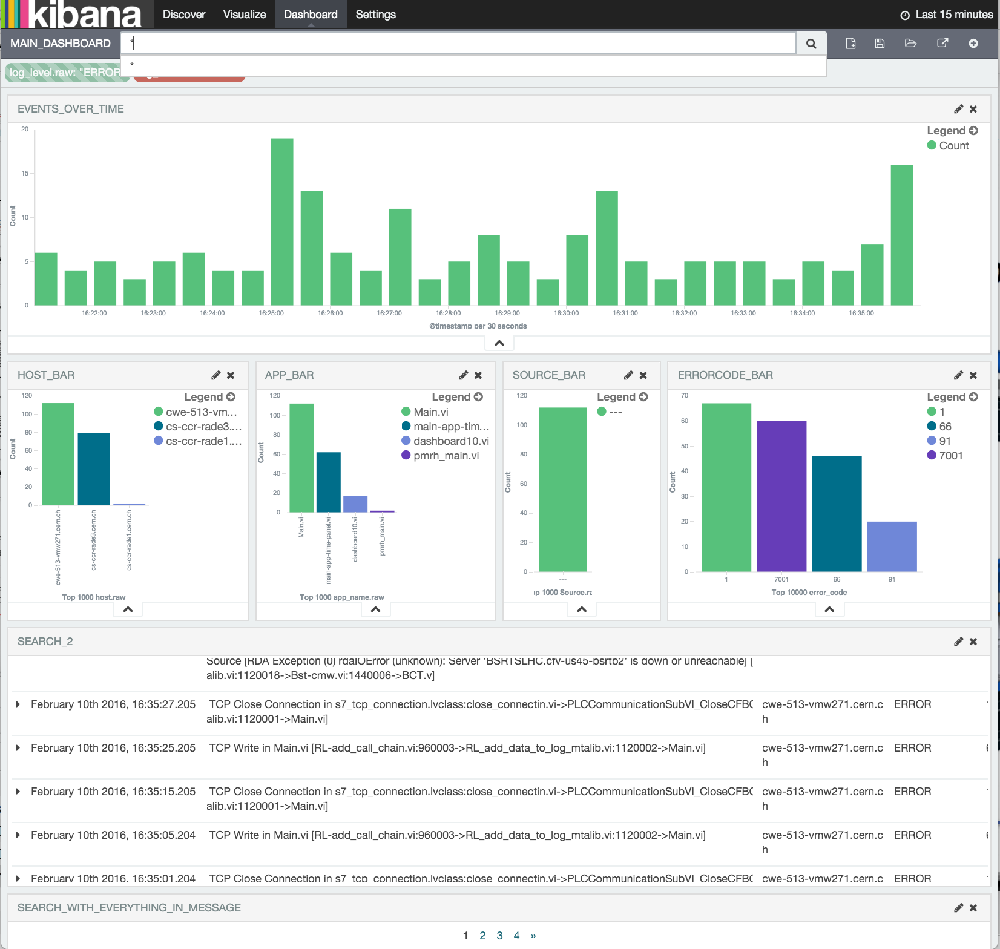 kibana Discover Visualize Dashboard Settings Last 15 minutes
MAIN_DASHBOARD *
*
log_level.raw: "ERROR
EVENTS_OVER_TIME
Legend
Count
20
15
10
5
0
Count
16:22:00 16:23:00 16:24:00 16:25:00 16:26:00 16:27:00 16:28:00 16:29:00 16:30:00 16:31:00 16:32:00 16:33:00 16:34:00 16:35:00
@timestamp per 30 seconds
HOST_BAR
Legend
cwe-513-vm...
cs-ccr-rade3....
cs-ccr-rade1....
120
100
80
60
40
20
0
Count
cwe-513-vmw271.cern.ch
cs-ccr-rade3.cern.ch
cs-ccr-rade1.cern.ch
Top 1000 host.raw
APP_BAR
Legend
Main.vi
main-app-tim...
dashboard10.vi
pmrh_main.vi
120
100
80
60
40
20
0
Count
Main.vi
main-app-time-panel.vi
dashboard10.vi
pmrh_main.vi
Top 1000 app_name.raw
SOURCE_BAR
Legend
---
120
100
80
60
40
20
0
Count
---
op 1000 Source.ra
ERRORCODE_BAR
Legend
1
66
91
7001
70
60
50
40
30
20
10
0
Count
1 7001 66 91
Top 10000 error_code
SEARCH_2
Source [RDA Exception (0) rdaIOError (unknown): Server 'BSRTSLHC.cfv-us45-bsrtb2' is down or unreachable] [
alib.vi:1120018->Bst-cmw.vi:1440006->BCT.v]
February 10th 2016, 16:35:27.205 TCP Close Connection in s7_tcp_connection.lvclass:close_connectin.vi->PLCCommunicationSubVI_CloseCFBC cwe-513-vmw271.cern.c ERROR
alib.vi:1120001->Main.vi] h
February 10th 2016, 16:35:25.205 TCP Write in Main.vi [RL-add_call_chain.vi:960003->RL_add_data_to_log_mtalib.vi:1120002->Main.vi] cwe-513-vmw271.cern.c ERROR
h
February 10th 2016, 16:35:15.205 TCP Close Connection in s7_tcp_connection.lvclass:close_connectin.vi->PLCCommunicationSubVI_CloseCFBC cwe-513-vmw271.cern.c ERROR
alib.vi:1120001->Main.vi] h
February 10th 2016, 16:35:05.204 TCP Write in Main.vi [RL-add_call_chain.vi:960003->RL_add_data_to_log_mtalib.vi:1120002->Main.vi] cwe-513-vmw271.cern.c ERROR
h
February 10th 2016, 16:35:01.204 TCP Close Connection in s7_tcp_connection.lvclass:close_connectin.vi->PLCCommunicationSubVI_CloseCFBC cwe-513-vmw271.cern.c ERROR
SEARCH_WITH_EVERYTHING_IN_MESSAGE
1 2 3 4 »